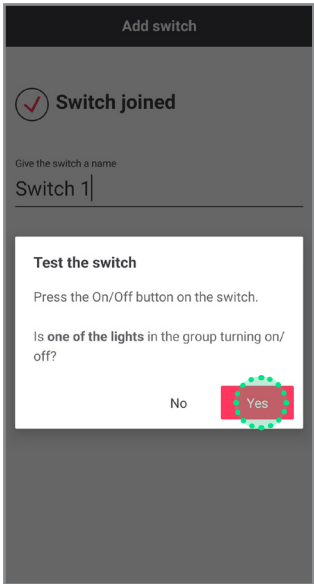 Add switch
Switch joined
Give the switch a name
Switch 1
Test the switch
Press the On/Off button on the switch.
Is one of the lights in the group turning on/
off?
No
Yes